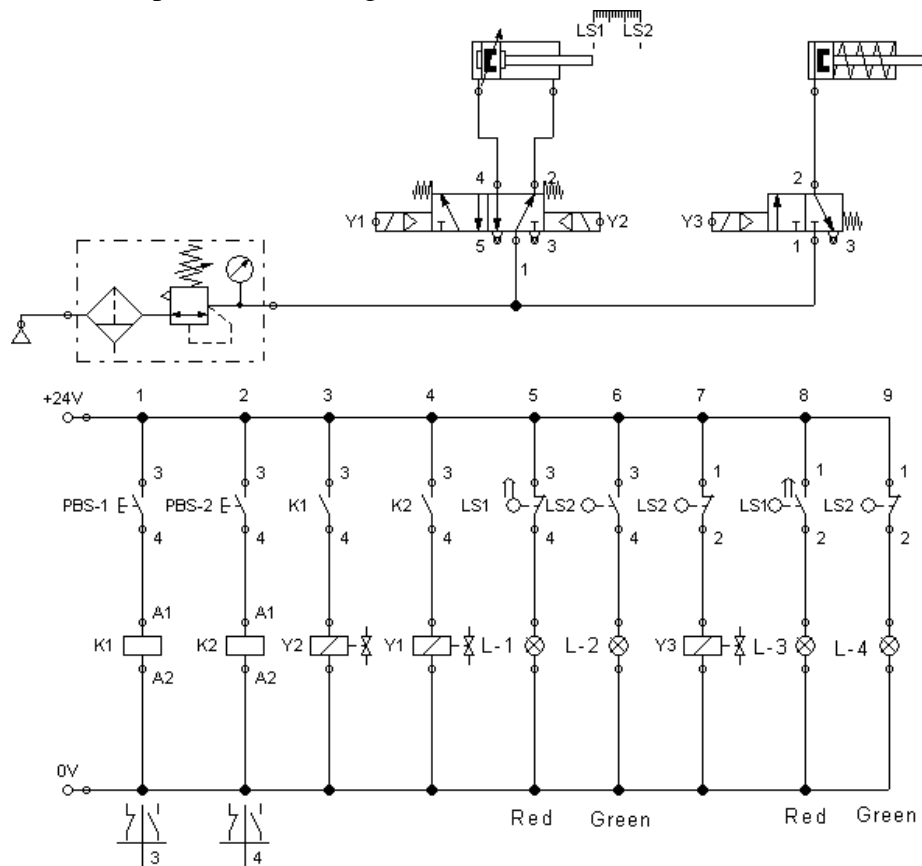 LS1 LS2
4 2
Y1 Y2 Y3
5 3
1
2
1 3
+24V 1 2 3 4 5 6 7 8 9
3 3 3 3 3 3 1 1 1
PBS-1 PBS-2 K1 K2 LS1 LS2 LS2 LS1 LS2
4 4 4 4 4 4 2 2 2
A1 A1
K1 K2 Y2 Y1 L-1 L-2 Y3 L-3 L-4
A2 A2
0V
Red Green Red Green
3 4